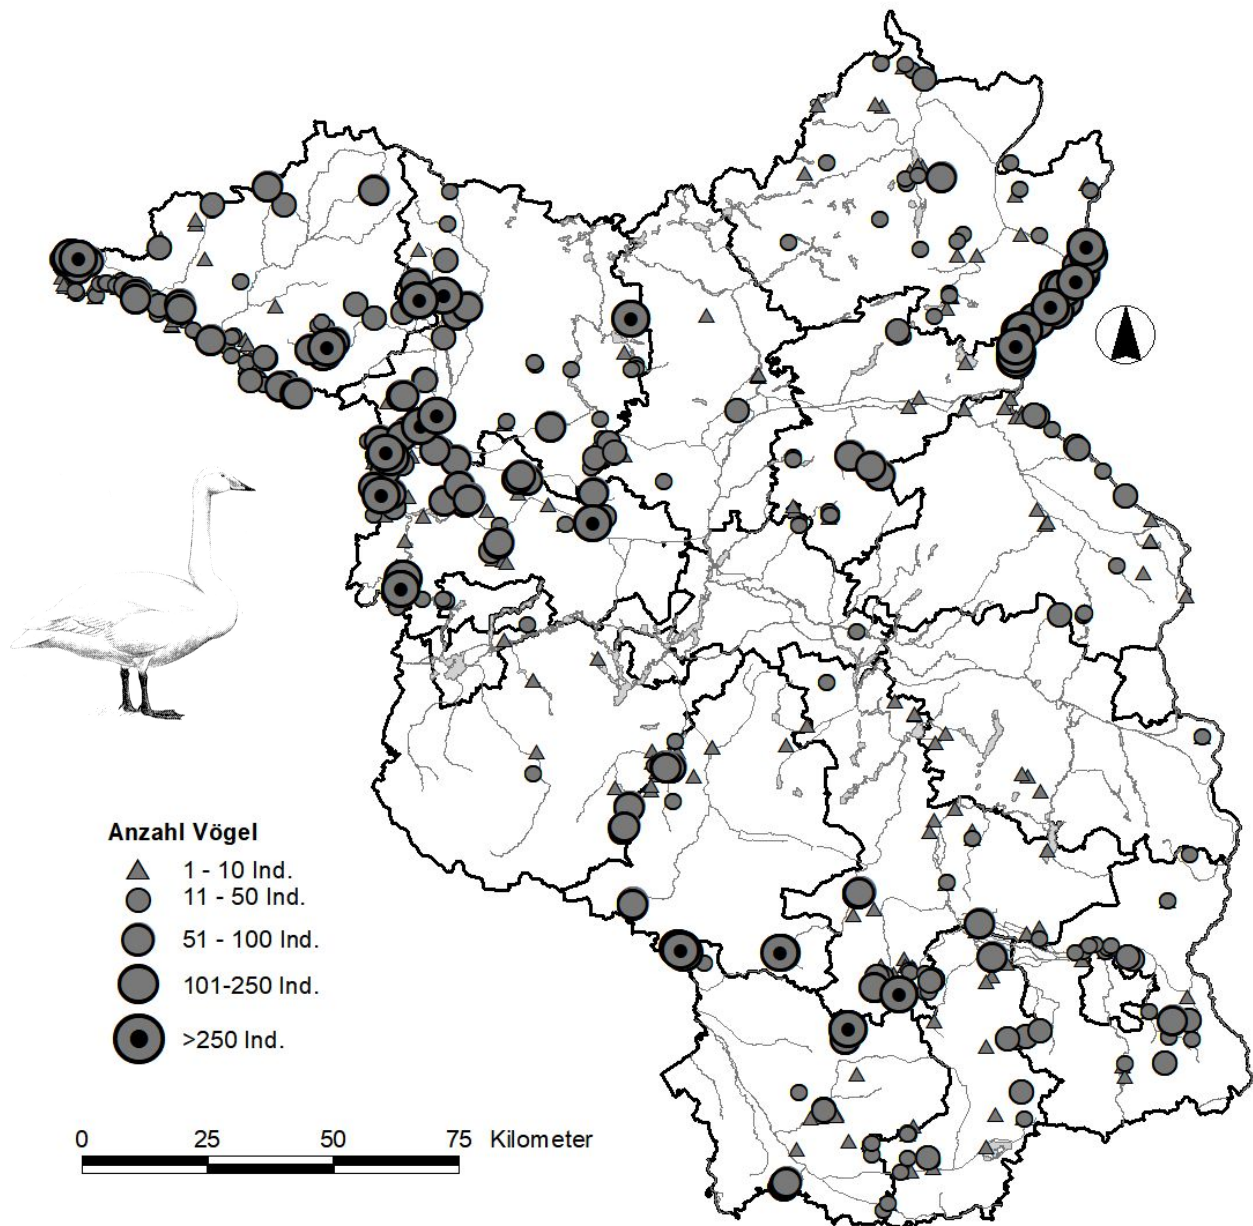 Anzahl Vögel
1 - 10 Ind.
11 - 50 Ind.
51 - 100 Ind.
101-250 Ind.
>250 Ind.
0 25 50 75 Kilometer